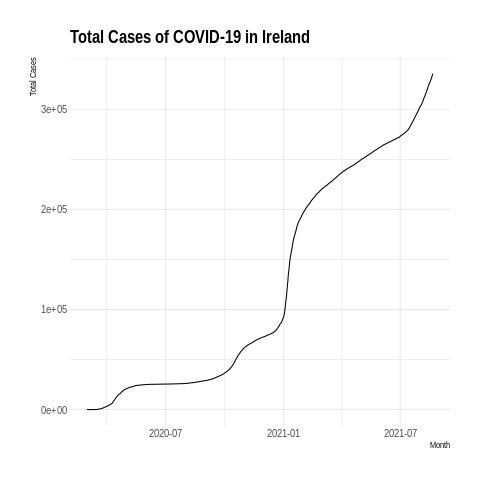 Total Cases of COVID-19 in Ireland
Total Cases
3e+05
2e+05
1e+05
0e+00
2020-07 2021-01 2021-07
Month